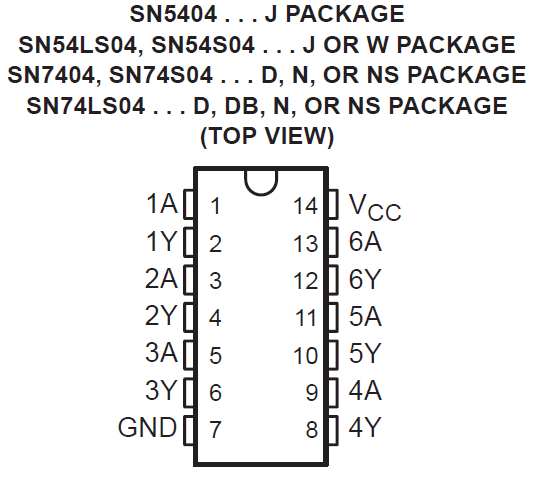 SN5404 . . . J PACKAGE
SN54LS04, SN54S04 . . . J OR W PACKAGE
SN7404, SN74S04 . . . D, N, OR NS PACKAGE
SN74LS04 . . . D, DB, N, OR NS PACKAGE
(TOP VIEW)
1A 1 14 VCC
1Y 2 13 6A
2A 3 12 6Y
2Y 4 11 5A
3A 5 10 5Y
3Y 6 9 4A
GND 7 8 4Y